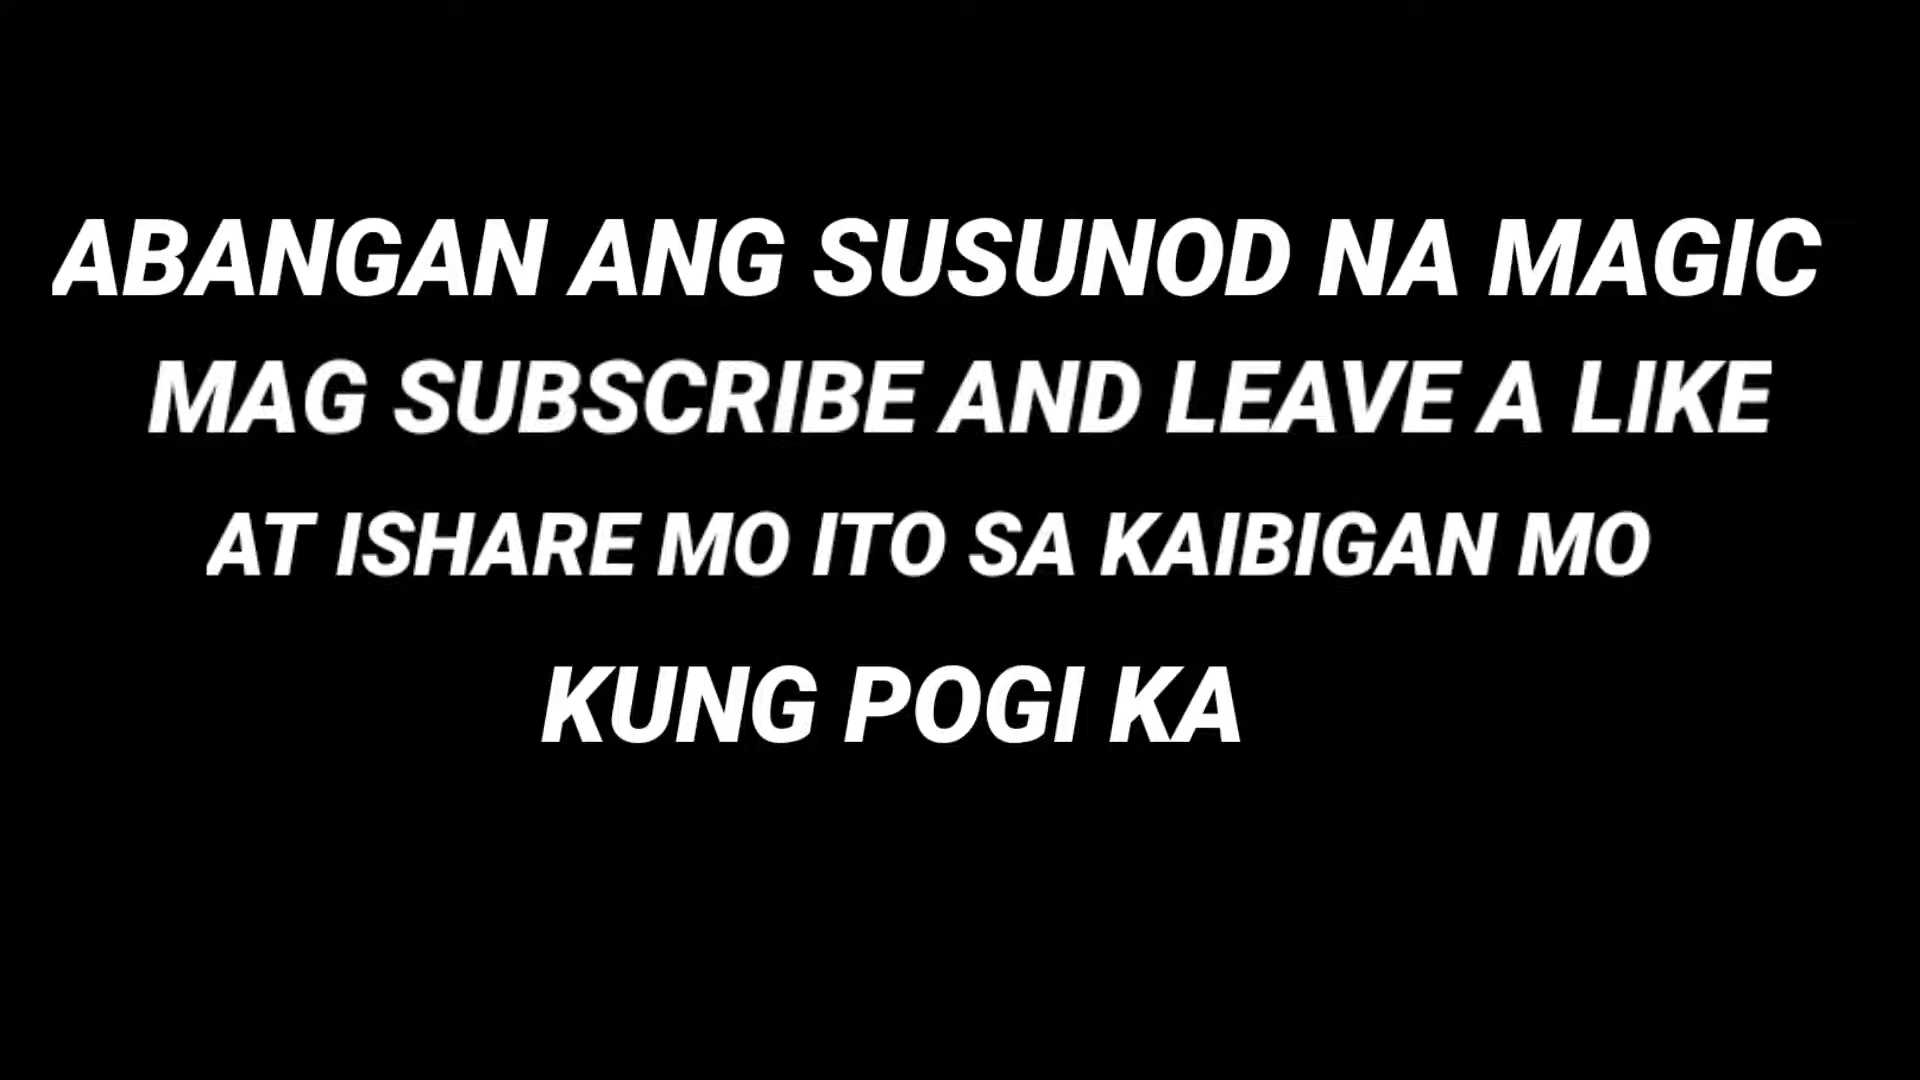 ABANGAN ANG SUSUNOD NA MAGIC
MAG SUBSCRIBE AND LEAVE A LIKE
AT ISHARE MO ITO SA KAIBIGAN MO
KUNG POGI KA